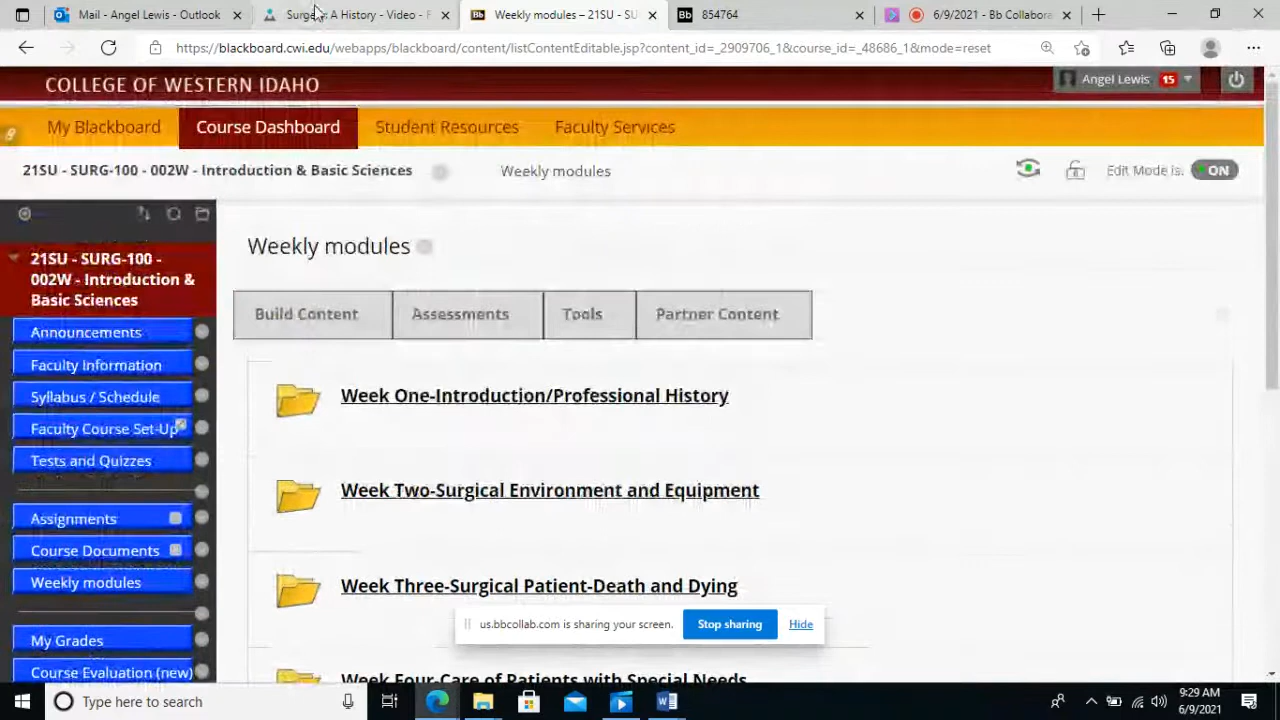 Mail - Angel Lewis - Outlook
Surgery: A History - Video - F
Weekly modules – 21SU - SU
Bb 854764
6/9/2021 - Bb Collabora
https://blackboard.cwi.edu/webapps/blackboard/content/listContentEditable.jsp?content_id=_2909706_1&course_id=_48686_1&mode=reset
COLLEGE OF WESTERN IDAHO
Angel Lewis 15
My Blackboard
Course Dashboard
Student Resources
Faculty Services
21SU - SURG-100 - 002W - Introduction & Basic Sciences
Weekly modules
Edit Mode is: ON
21SU - SURG-100 -
002W - Introduction &
Basic Sciences
Announcements
Faculty Information
Syllabus / Schedule
Faculty Course Set-Up
Tests and Quizzes
Assignments
Course Documents
Weekly modules
My Grades
Course Evaluation (new)
Weekly modules
Build Content
Assessments
Tools
Partner Content
Week One-Introduction/Professional History
Week Two-Surgical Environment and Equipment
Week Three-Surgical Patient-Death and Dying
us.bbcollab.com is sharing your screen.
Stop sharing
Hide
Week Four-Care of Patients with Special Needs
Type here to search
9:29 AM
6/9/2021